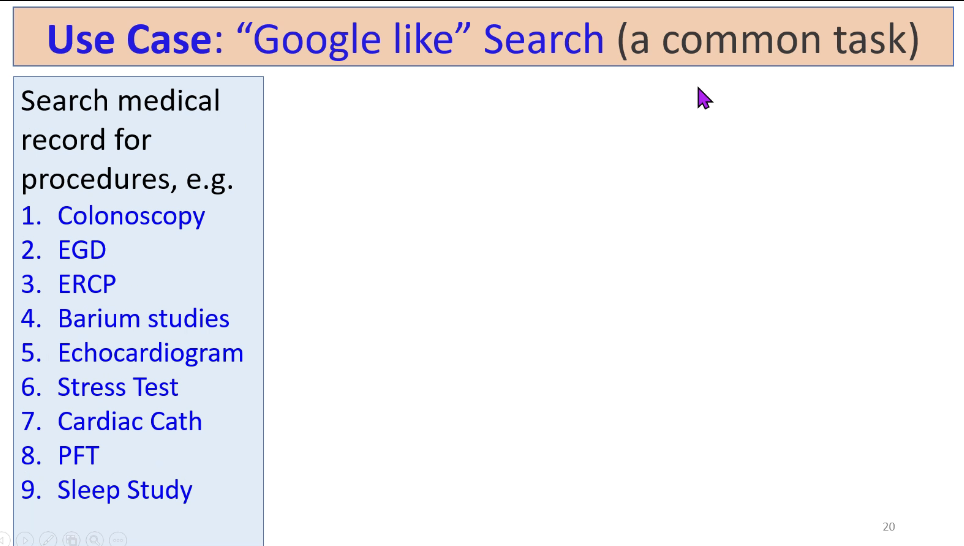 Use Case: “Google like” Search (a common task)
Search medical
record for
procedures, e.g.
1. Colonoscopy
2. EGD
3. ERCP
4. Barium studies
5. Echocardiogram
6. Stress Test
7. Cardiac Cath
8. PFT
9. Sleep Study
20